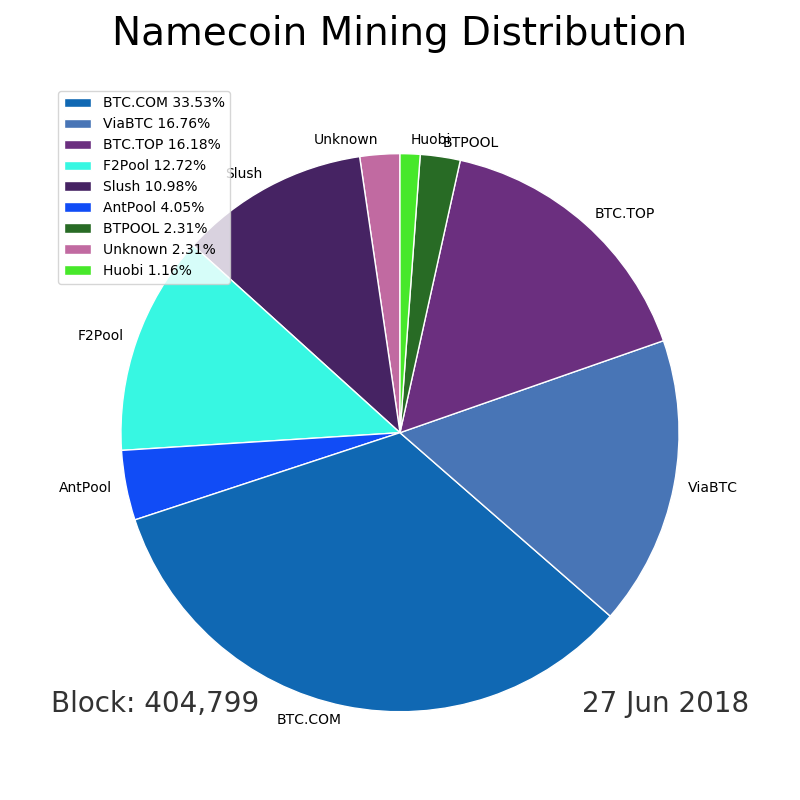 Namecoin Mining Distribution
BTC.COM 33.53%
ViaBTC 16.76%
BTC.TOP 16.18%
F2Pool 12.72%
Slush 10.98%
AntPool 4.05%
BTPOOL 2.31%
Unknown 2.31%
Huobi 1.16%
Unknown
Huobi
BTPOOL
Slush
BTC.TOP
F2Pool
AntPool
ViaBTC
BTC.COM
Block: 404,799
27 Jun 2018